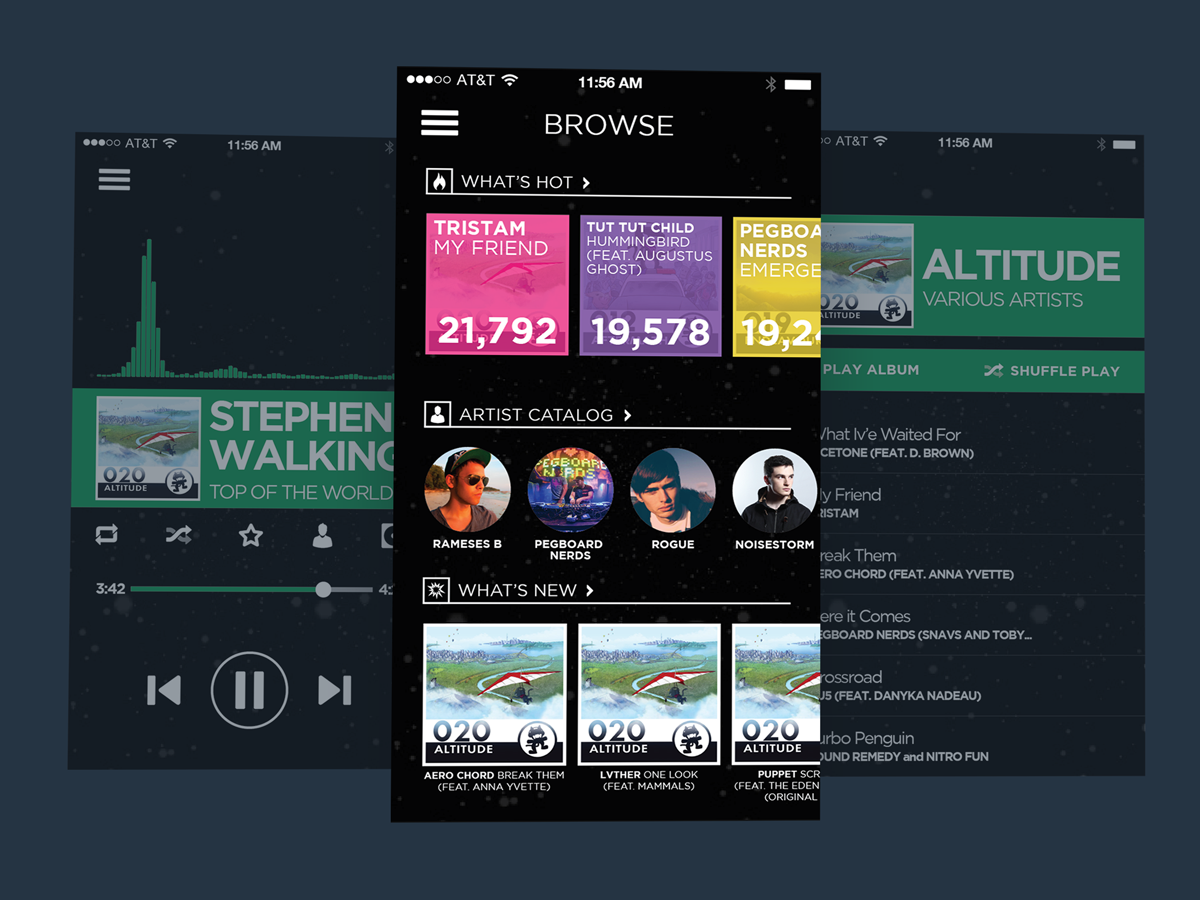 AT&T
11:56 AM
STEPHEN
WALKING
TOP OF THE WORLD
020
ALTITUDE
3:42
AT&T
11:56 AM
BROWSE
WHAT'S HOT
TRISTAM
MY FRIEND
21,792
TUT TUT CHILD
HUMMINGBIRD
(FEAT. AUGUSTUS
GHOST)
19,578
PEGBOA
NERDS
EMERGE
19,24
ARTIST CATALOG
PEGBOARD
NERDS
RAMESES B
PEGBOARD
NERDS
ROGUE
NOISESTORM
WHAT'S NEW
020
ALTITUDE
AERO CHORD BREAK THEM
(FEAT. ANNA YVETTE)
020
ALTITUDE
LVTHER ONE LOOK
(FEAT. MAMMALS)
020
ALTITUDE
PUPPET SCR
(FEAT. THE EDEN
(ORIGINAL
AT&T
11:56 AM
020
ALTITUDE
ALTITUDE
VARIOUS ARTISTS
PLAY ALBUM
SHUFFLE PLAY
hat Iv'e Waited For
CETONE (FEAT. D. BROWN)
y Friend
RISTAM
reak Them
ERO CHORD (FEAT. ANNA YVETTE)
ere it Comes
EGBOARD NERDS (SNAVS AND TOBY...
rossroad
U5 (FEAT. DANYKA NADEAU)
urbo Penguin
OUND REMEDY and NITRO FUN